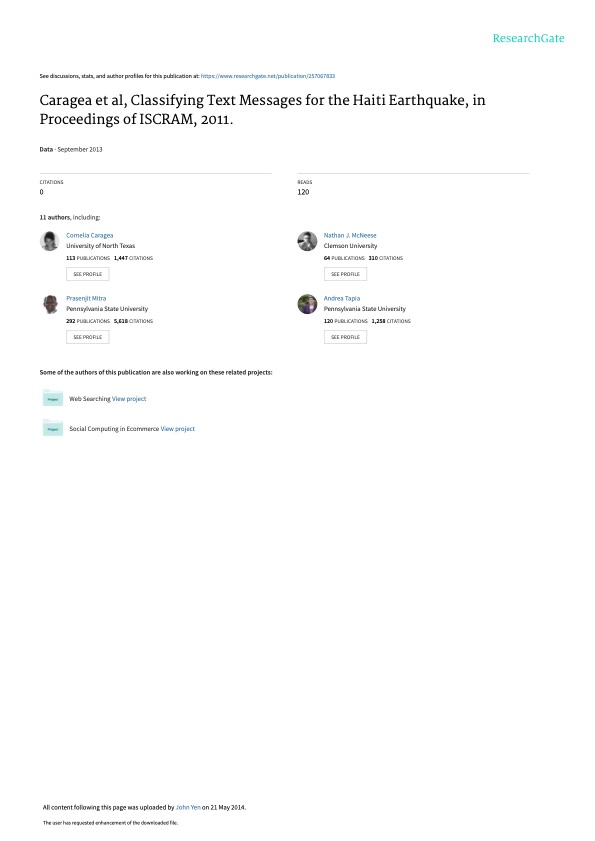 ResearchGate
See discussions, stats, and author profiles for this publication at: https://www.researchgate.net/publication/257067833
Caragea et al, Classifying Text Messages for the Haiti Earthquake, in
Proceedings of ISCRAM, 2011.
Data · September 2013
CITATIONS
0
READS
120
11 authors, including:
Cornelia Caragea
University of North Texas
113 PUBLICATIONS 1,447 CITATIONS
SEE PROFILE
Nathan J. McNeese
Clemson University
64 PUBLICATIONS 310 CITATIONS
SEE PROFILE
Prasenjit Mitra
Pennsylvania State University
292 PUBLICATIONS 5,618 CITATIONS
SEE PROFILE
Andrea Tapia
Pennsylvania State University
120 PUBLICATIONS 1,258 CITATIONS
SEE PROFILE
Some of the authors of this publication are also working on these related projects:
Project
Web Searching View project
Project
Social Computing in Ecommerce View project
All content following this page was uploaded by John Yen on 21 May 2014.
The user has requested enhancement of the downloaded file.